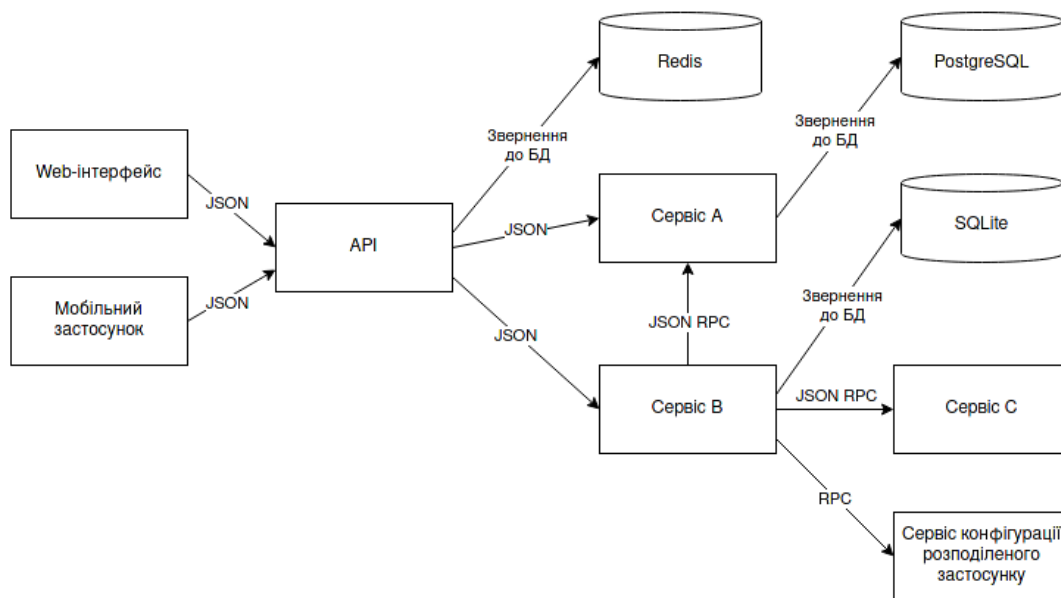 Redis
PostgreSQL
Звернення
до БД
Звернення
до БД
Web-інтерфейс
JSON
API
JSON
Сервіс A
SQLite
Мобільний
застосунок
JSON
JSON
JSON RPC
Звернення
до БД
Сервіс B
JSON RPC
Сервіс C
RPC
Сервіс конфігурації
розподіленого
застосунку